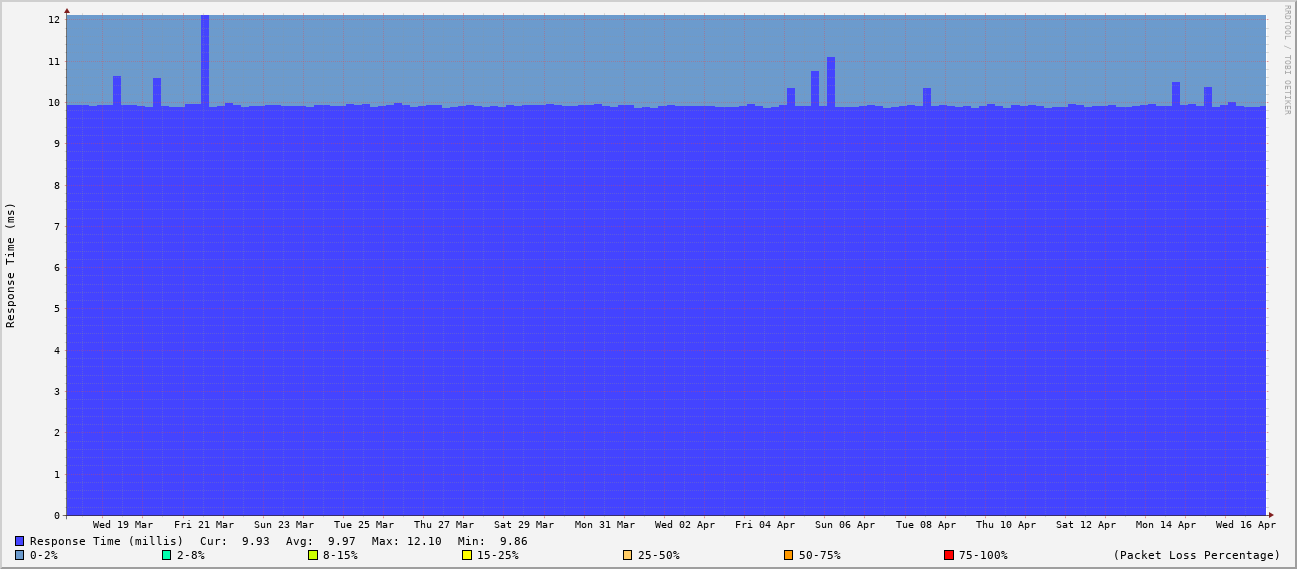 RRDTOOL / TOBI OETIKER
Response Time (ms)
12
11
10
9
8
7
6
5
4
3
2
1
0
Wed 19 Mar Fri 21 Mar Sun 23 Mar Tue 25 Mar Thu 27 Mar Sat 29 Mar Mon 31 Mar Wed 02 Apr Fri 04 Apr Sun 06 Apr Tue 08 Apr Thu 10 Apr Sat 12 Apr Mon 14 Apr Wed 16 Apr
Response Time (millis) Cur: 9.93 Avg: 9.97 Max: 12.10 Min: 9.86
0-2% 2-8% 8-15% 15-25% 25-50% 50-75% 75-100% (Packet Loss Percentage)